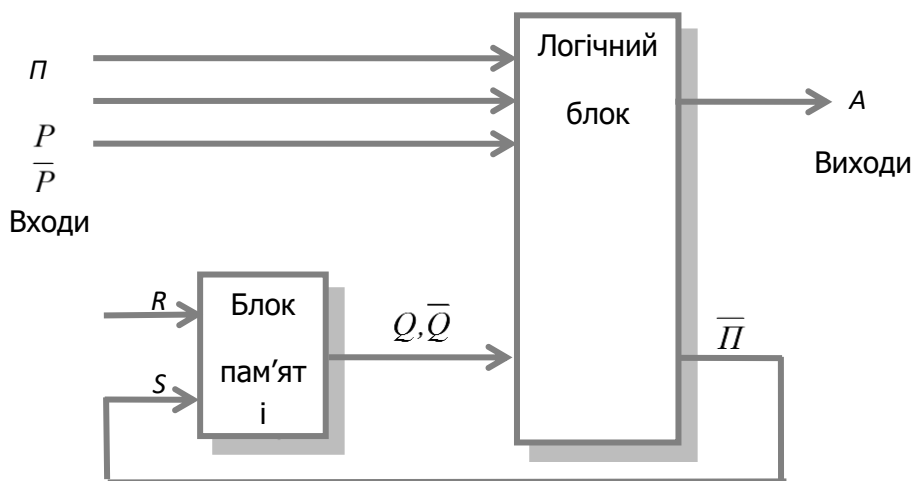 П
P
P̅
Входи
Логічний
блок
A
Виходи
R
S
Блок
пам’ят
і
Q,Q̅
П̅